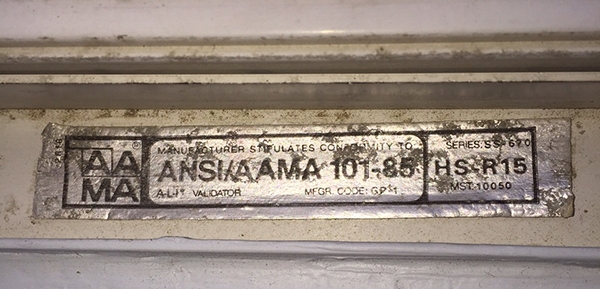 AA
MA
®
MANUFACTURER STIPULATES CONFORMITY TO
ANSI/AAMA 101-85
VALIDATOR MFGR. CODE:
SERIES: SS-670
HS-R15
MST-10050